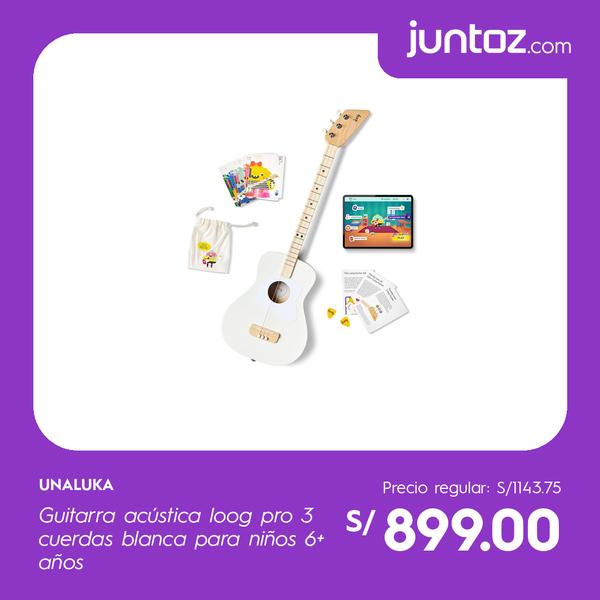 juntoz.com
UNALUKA
Guitarra acústica loog pro 3
cuerdas blanca para niños 6+
años
Precio regular: S/1143.75
S/ 899.00